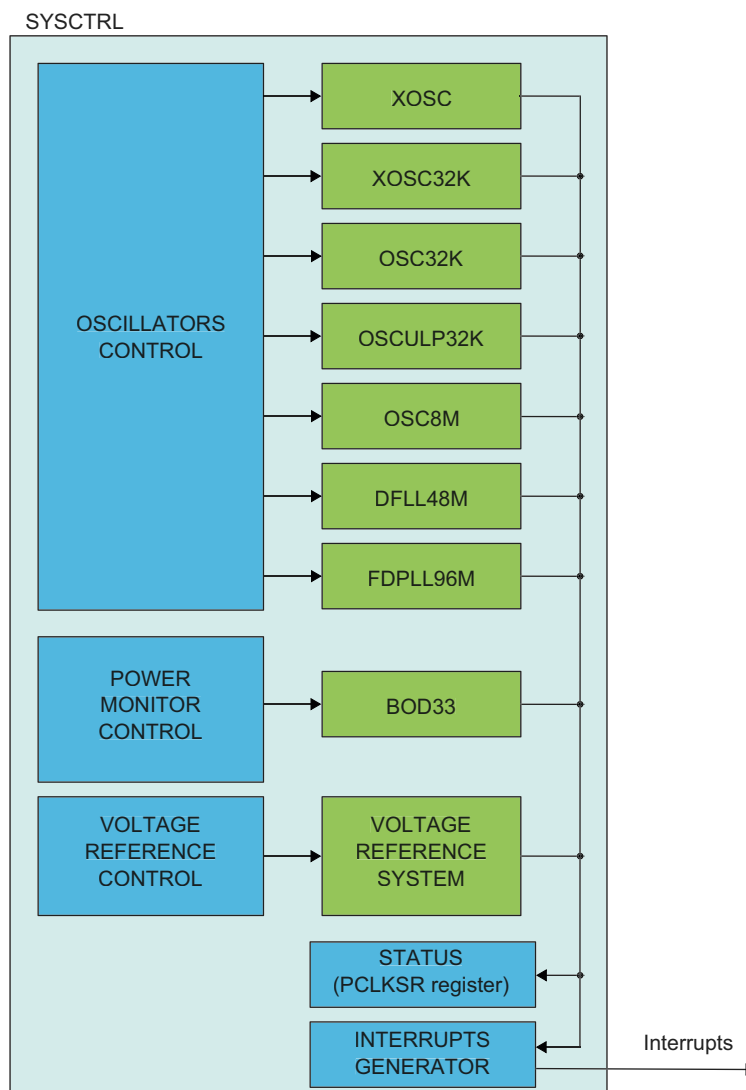 SYSCTRL
OSCILLATORS
CONTROL
XOSC
XOSC32K
OSC32K
OSCULP32K
OSC8M
DFLL48M
FDPLL96M
POWER
MONITOR
CONTROL
BOD33
VOLTAGE
REFERENCE
CONTROL
VOLTAGE
REFERENCE
SYSTEM
STATUS
(PCLKSR register)
INTERRUPTS
GENERATOR
Interrupts